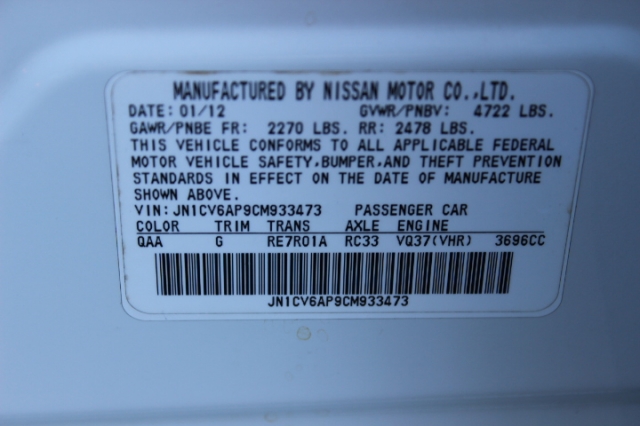 MANUFACTURED BY NISSAN MOTOR CO.,LTD.
DATE: 01/12 GVWR/PNBV: 4722 LBS.
GAWR/PNBE FR: 2270 LBS. RR: 2478 LBS.
THIS VEHICLE CONFORMS TO ALL APPLICABLE FEDERAL
MOTOR VEHICLE SAFETY,BUMPER,AND THEFT PREVENTION
STANDARDS IN EFFECT ON THE DATE OF MANUFACTURE
SHOWN ABOVE.
VIN: JN1CV6AP9CM933473 PASSENGER CAR
COLOR TRIM TRANS AXLE ENGINE
QAA G RE7R01A RC33 VQ37(VHR) 3696CC
JN1CV6AP9CM933473